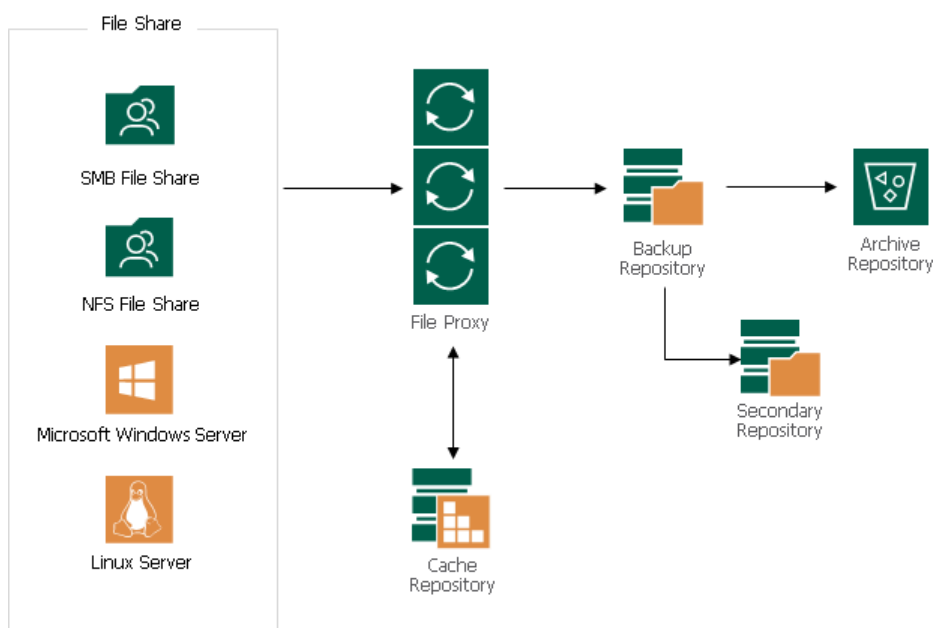 File Share
SMB File Share
NFS File Share
Microsoft Windows Server
Linux Server
File Proxy
Cache
Repository
Backup
Repository
Secondary
Repository
Archive
Repository